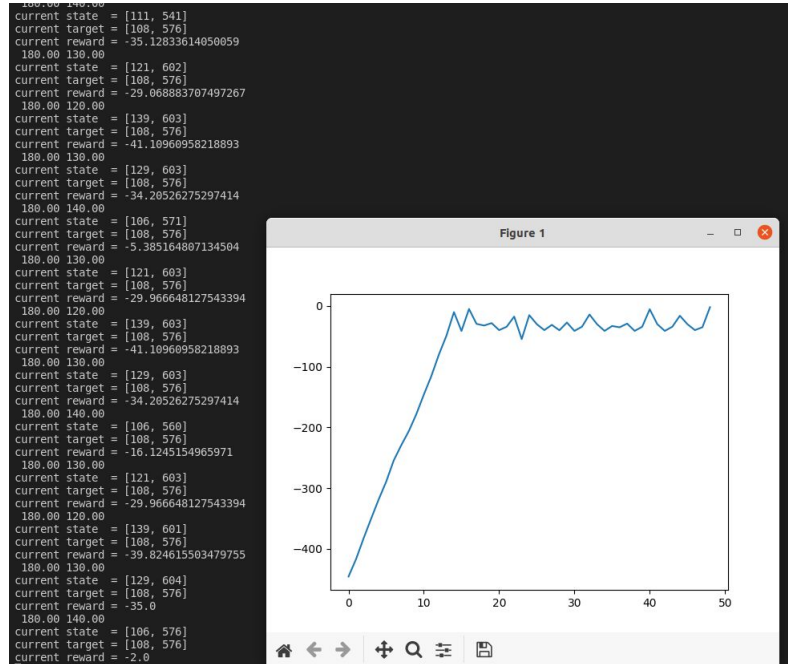 180.00 140.00
current state  = [111, 541]
current target = [108, 576]
current reward = -35.12833614050059
180.00 130.00
current state  = [121, 602]
current target = [108, 576]
current reward = -29.068883707497267
180.00 120.00
current state  = [139, 603]
current target = [108, 576]
current reward = -41.10960958218893
180.00 130.00
current state  = [129, 603]
current target = [108, 576]
current reward = -34.20526275297414
180.00 140.00
current state  = [106, 571]
current target = [108, 576]
current reward = -5.385164807134504
180.00 130.00
current state  = [121, 603]
current target = [108, 576]
current reward = -29.966648127543394
180.00 120.00
current state  = [139, 603]
current target = [108, 576]
current reward = -41.10960958218893
180.00 130.00
current state  = [129, 603]
current target = [108, 576]
current reward = -34.20526275297414
180.00 140.00
current state  = [106, 560]
current target = [108, 576]
current reward = -16.1245154965971
180.00 130.00
current state  = [121, 603]
current target = [108, 576]
current reward = -29.966648127543394
180.00 120.00
current state  = [139, 601]
current target = [108, 576]
current reward = -39.824615503479755
180.00 130.00
current state  = [129, 604]
current target = [108, 576]
current reward = -35.0
180.00 140.00
current state  = [106, 576]
current target = [108, 576]
current reward = -2.0
Figure 1
0
−100
−200
−300
−400
0 10 20 30 40 50